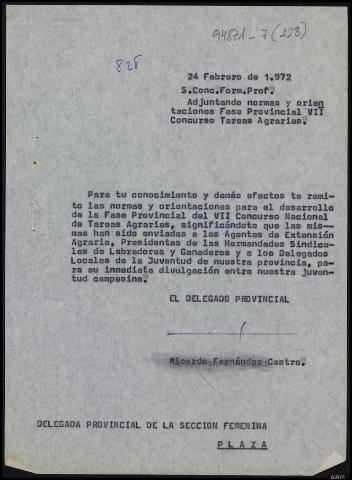 94871-7(228)
828
24 Febrero de 1.972
S.Conc.Form.Prof.
Adjuntando normas y orien
taciones Fase Provincial VII
Concurso Tareas Agrarias.
Para tu conocimiento y demás efectos te remi-
to las normas y orientaciones para el desarrollo
de la Fase Provincial del VII Concurso Nacional
de Tareas Agrarias, significándote que las mis--
mas han sido enviadas a los Agentes de Extensión
Agraria, Presidentes de las Hermandades Sindica-
les de Labradores y Ganaderos y a los Delegados
Locales de la Juventud de nuestra provincia, pa-
ra su inmediata divulgación entre nuestra juven-
tud campesina.
EL DELEGADO PROVINCIAL
Ricardo-Fernández-Castro.
DELEGADA PROVINCIAL DE LA SECCION FEMENINA
P L A Z A
ARG